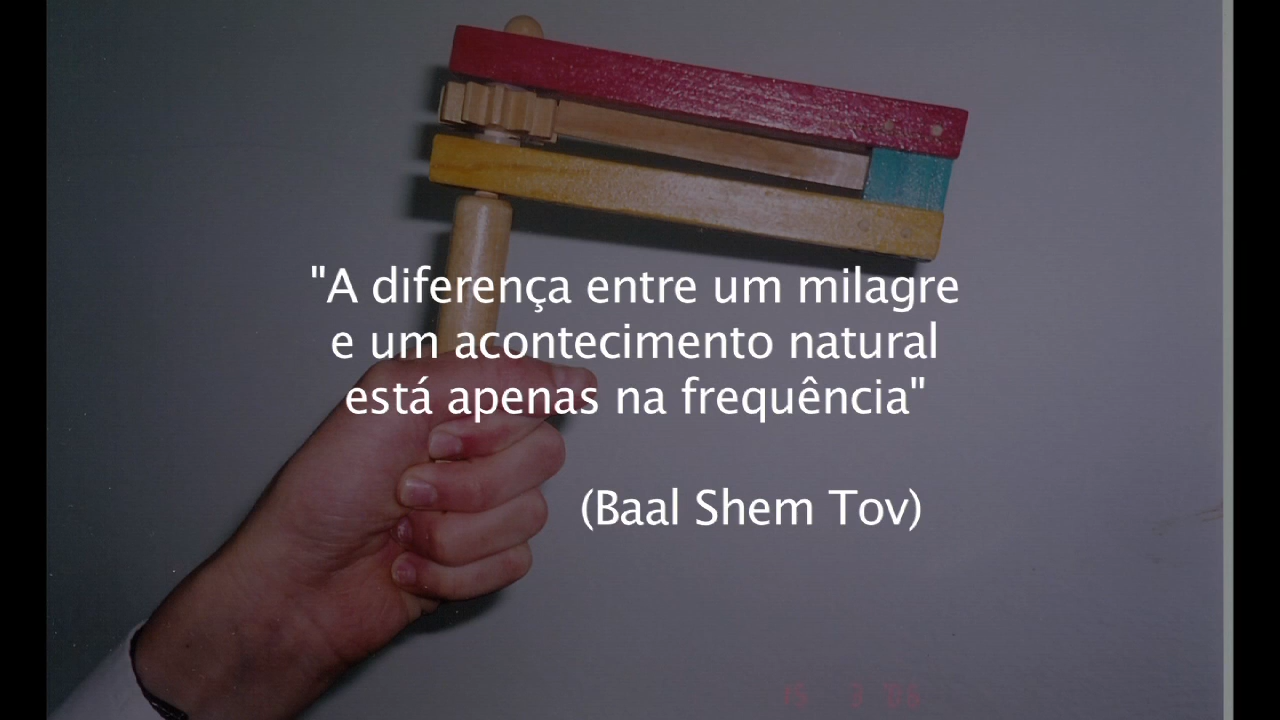 "A diferença entre um milagre
e um acontecimento natural
está apenas na frequência"
(Baal Shem Tov)